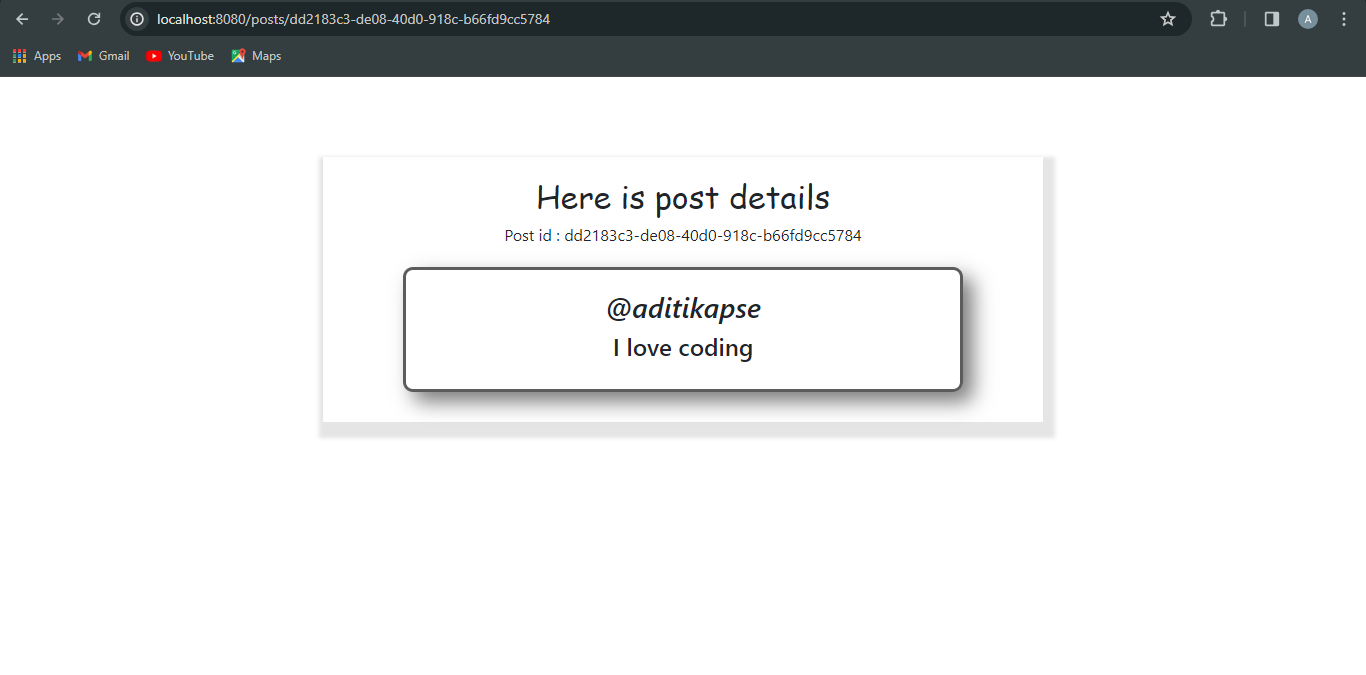 localhost:8080/posts/dd2183c3-de08-40d0-918c-b66fd9cc5784
A
Apps Gmail YouTube Maps
Here is post details
Post id : dd2183c3-de08-40d0-918c-b66fd9cc5784
@aditikapse
I love coding